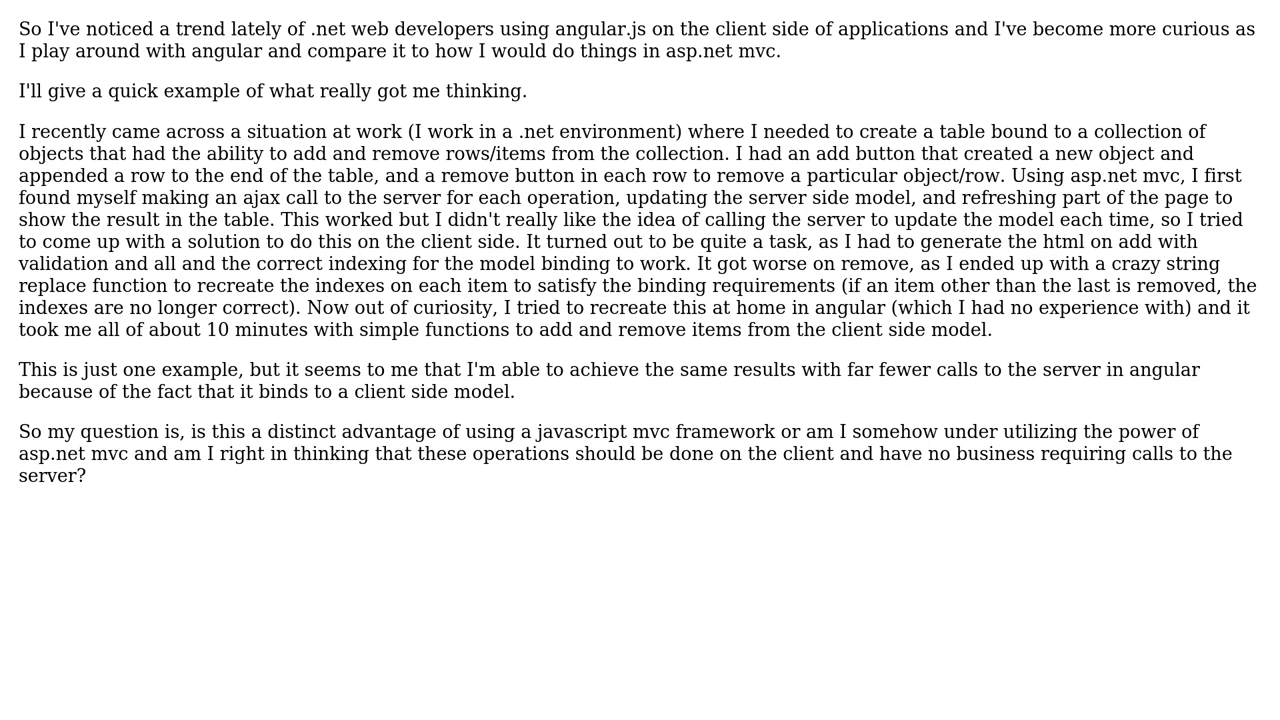 So I've noticed a trend lately of .net web developers using angular.js on the client side of applications and I've become more curious as
I play around with angular and compare it to how I would do things in asp.net mvc.
I'll give a quick example of what really got me thinking.
I recently came across a situation at work (I work in a .net environment) where I needed to create a table bound to a collection of
objects that had the ability to add and remove rows/items from the collection. I had an add button that created a new object and
appended a row to the end of the table, and a remove button in each row to remove a particular object/row. Using asp.net mvc, I first
found myself making an ajax call to the server for each operation, updating the server side model, and refreshing part of the page to
show the result in the table. This worked but I didn't really like the idea of calling the server to update the model each time, so I tried
to come up with a solution to do this on the client side. It turned out to be quite a task, as I had to generate the html on add with
validation and all and the correct indexing for the model binding to work. It got worse on remove, as I ended up with a crazy string
replace function to recreate the indexes on each item to satisfy the binding requirements (if an item other than the last is removed, the
indexes are no longer correct). Now out of curiosity, I tried to recreate this at home in angular (which I had no experience with) and it
took me all of about 10 minutes with simple functions to add and remove items from the client side model.
This is just one example, but it seems to me that I'm able to achieve the same results with far fewer calls to the server in angular
because of the fact that it binds to a client side model.
So my question is, is this a distinct advantage of using a javascript mvc framework or am I somehow under utilizing the power of
asp.net mvc and am I right in thinking that these operations should be done on the client and have no business requiring calls to the
server?